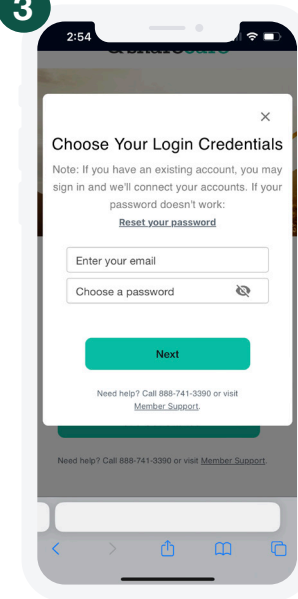 3
2:54
Choose Your Login Credentials
Note: If you have an existing account, you may
sign in and we'll connect your accounts. If your
password doesn't work:
Reset your password
Enter your email
Choose a password
Next
Need help? Call 888-741-3390 or visit
Member Support.
Need help? Call 888-741-3390 or visit Member Support.